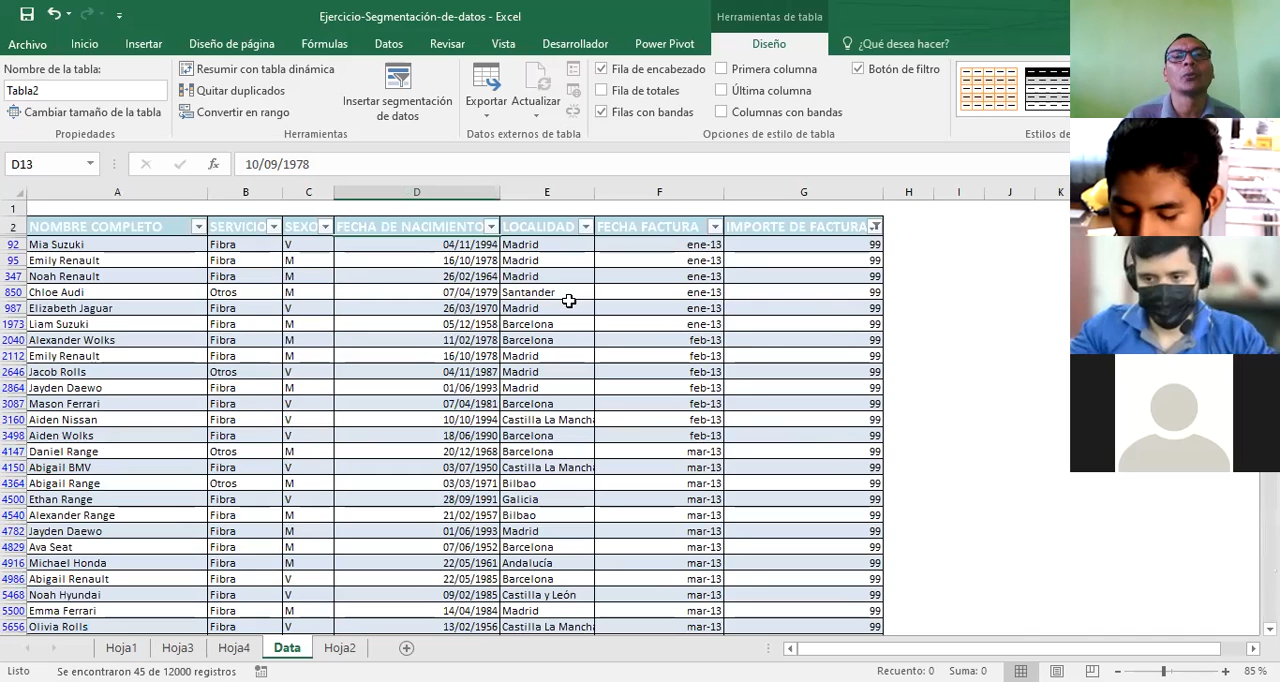 Ejercicio-Segmentación-de-datos - Excel
Herramientas de tabla
Archivo Inicio Insertar Diseño de página Fórmulas Datos Revisar Vista Desarrollador Power Pivot Diseño ¿Qué desea hacer?
Nombre de la tabla:
Tabla2
Cambiar tamaño de la tabla
Propiedades
Resumir con tabla dinámica
Quitar duplicados
Convertir en rango
Insertar segmentación
de datos
Herramientas
Exportar Actualizar
Datos externos de tabla
Fila de encabezado Primera columna Botón de filtro
Fila de totales Última columna
Filas con bandas Columnas con bandas
Opciones de estilo de tabla
Estilos de
D13 fx 10/09/1978
A B C D E F G H I J K
1
2 NOMBRE COMPLETO SERVICIO SEXO FECHA DE NACIMIENTO LOCALIDAD FECHA FACTURA IMPORTE DE FACTURA
92 Mia Suzuki Fibra V 04/11/1994 Madrid ene-13 99
95 Emily Renault Fibra M 16/10/1978 Madrid ene-13 99
347 Noah Renault Fibra M 26/02/1964 Madrid ene-13 99
850 Chloe Audi Otros M 07/04/1979 Santander ene-13 99
987 Elizabeth Jaguar Fibra V 26/03/1970 Madrid ene-13 99
1973 Liam Suzuki Fibra M 05/12/1958 Barcelona ene-13 99
2040 Alexander Wolks Fibra M 11/02/1978 Barcelona feb-13 99
2112 Emily Renault Fibra M 16/10/1978 Madrid feb-13 99
2646 Jacob Rolls Otros V 04/11/1987 Madrid feb-13 99
2864 Jayden Daewo Fibra M 01/06/1993 Madrid feb-13 99
3087 Mason Ferrari Fibra M 07/04/1981 Barcelona feb-13 99
3160 Aiden Nissan Fibra V 10/10/1994 Castilla La Mancha feb-13 99
3498 Aiden Wolks Fibra V 18/06/1990 Barcelona feb-13 99
4147 Daniel Range Otros M 20/12/1968 Barcelona mar-13 99
4150 Abigail BMV Fibra V 03/07/1950 Castilla La Mancha mar-13 99
4364 Abigail Range Otros M 03/03/1971 Bilbao mar-13 99
4500 Ethan Range Fibra V 28/09/1991 Galicia mar-13 99
4540 Alexander Range Fibra M 21/02/1957 Bilbao mar-13 99
4782 Jayden Daewo Fibra M 01/06/1993 Madrid mar-13 99
4829 Ava Seat Fibra M 07/06/1952 Barcelona mar-13 99
4916 Michael Honda Fibra M 22/05/1961 Andalucía mar-13 99
4986 Abigail Renault Fibra V 22/05/1985 Barcelona mar-13 99
5468 Noah Hyundai Fibra V 09/02/1985 Castilla y León mar-13 99
5500 Emma Ferrari Fibra M 14/04/1984 Madrid mar-13 99
5656 Olivia Rolls Fibra V 13/02/1956 Castilla La Mancha mar-13 99
Hoja1 Hoja3 Hoja4 Data Hoja2
Listo Se encontraron 45 de 12000 registros Recuento: 0 Suma: 0 85 %